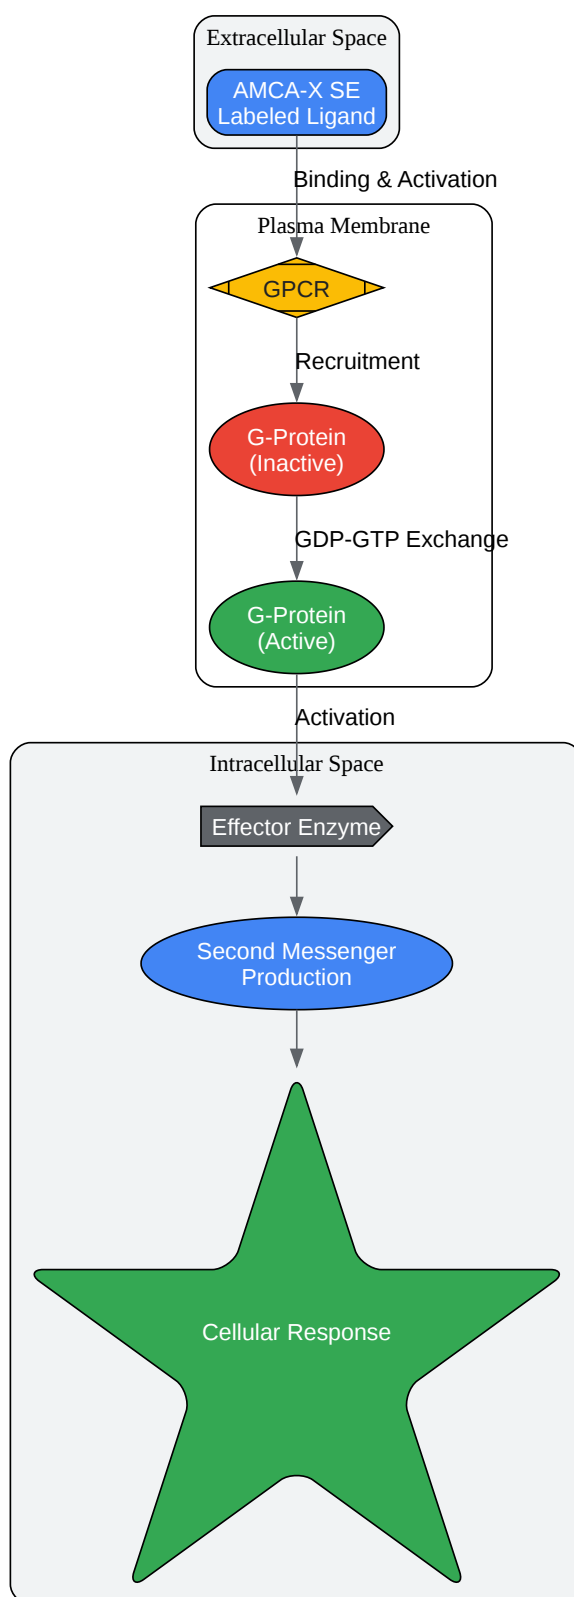 Extracellular Space
AMCA-X SE
Labeled Ligand
Binding & Activation
Plasma Membrane
GPCR
Recruitment
G-Protein
(Inactive)
GDP-GTP Exchange
G-Protein
(Active)
Activation
Intracellular Space
Effector Enzyme
Second Messenger
Production
Cellular Response